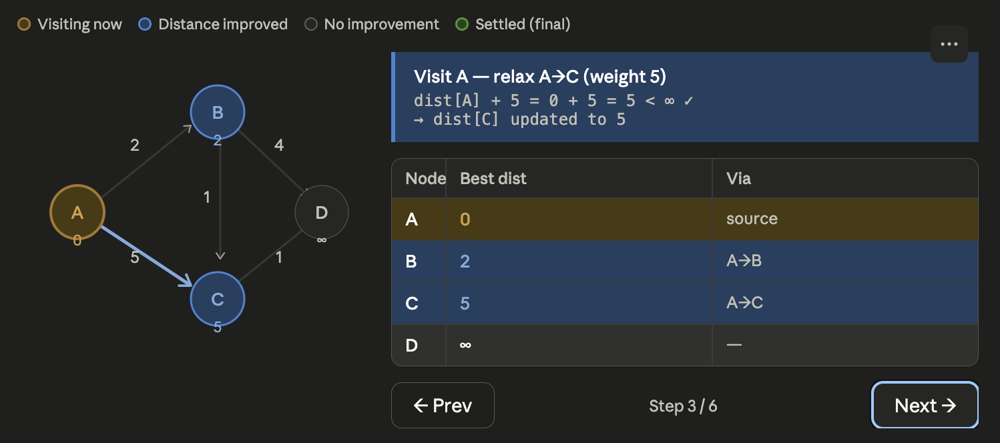 Visiting now
Distance improved
No improvement
Settled (final)
...
Visit A — relax A→C (weight 5)
dist[A] + 5 = 0 + 5 = 5 < ∞ ✓
→ dist[C] updated to 5
B
2
2
4
1
A
0
D
∞
5
1
C
5
Node Best dist Via
A 0 source
B 2 A→B
C 5 A→C
D ∞ —
← Prev
Step 3 / 6
Next →